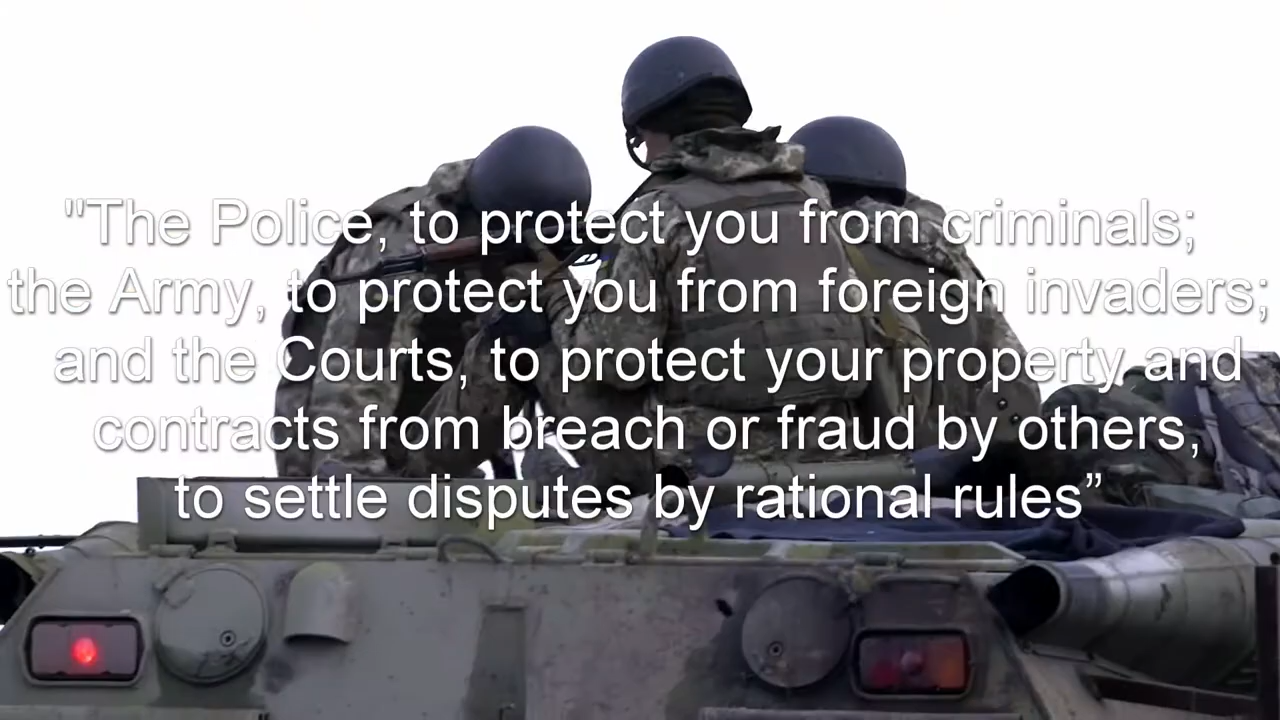 "The Police, to protect you from criminals;
the Army, to protect you from foreign invaders;
and the Courts, to protect your property and
contracts from breach or fraud by others,
to settle disputes by rational rules”